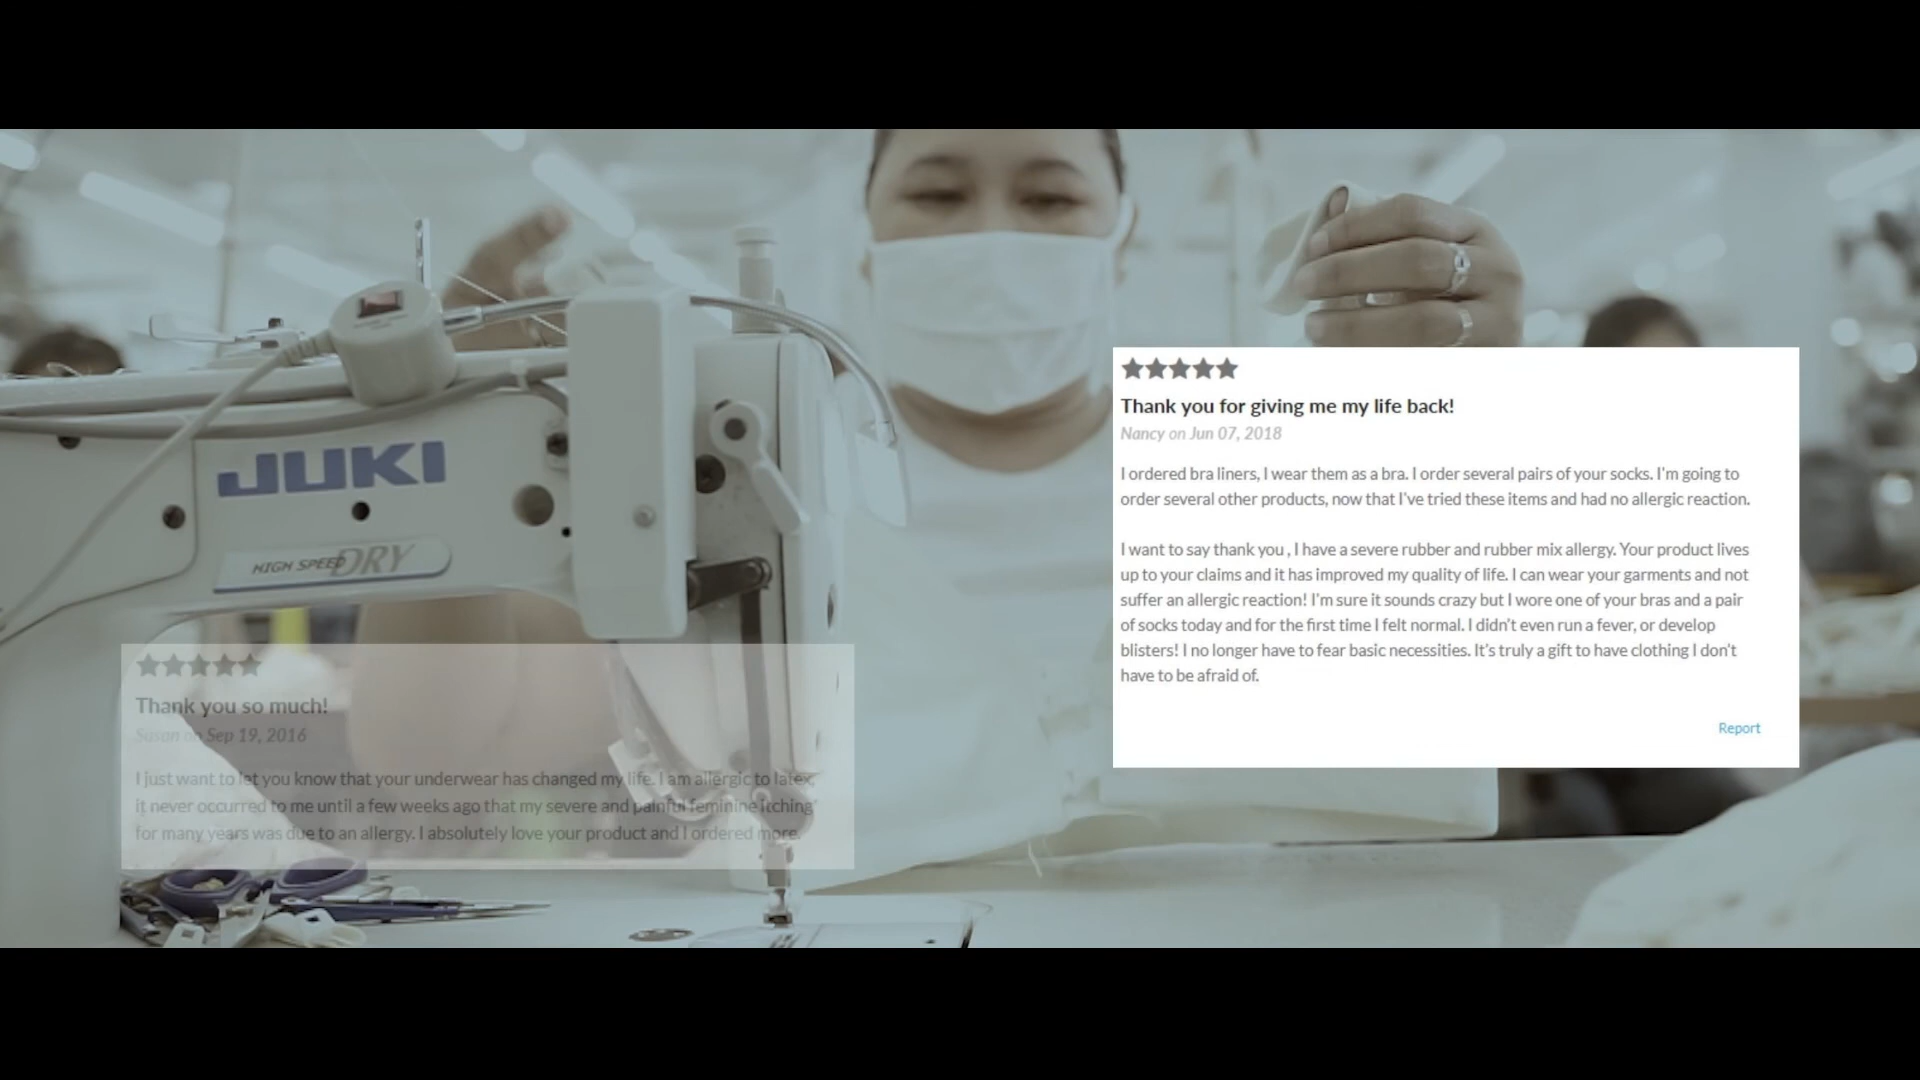 JUKI
HIGH SPEED DRY
★★★★★
Thank you for giving me my life back!
Nancy on Jun 07, 2018
I ordered bra liners, I wear them as a bra. I order several pairs of your socks. I'm going to
order several other products, now that I've tried these items and had no allergic reaction.
I want to say thank you , I have a severe rubber and rubber mix allergy. Your product lives
up to your claims and it has improved my quality of life. I can wear your garments and not
suffer an allergic reaction! I'm sure it sounds crazy but I wore one of your bras and a pair
of socks today and for the first time I felt normal. I didn't even run a fever, or develop
blisters! I no longer have to fear basic necessities. It's truly a gift to have clothing I don't
have to be afraid of.
Report
★★★★★
Thank you so much!
Susan on Sep 19, 2016
I just want to let you know that your underwear has changed my life. I am allergic to latex,
it never occurred to me until a few weeks ago that my severe and painful feminine itching
for many years was due to an allergy. I absolutely love your product and I ordered more.